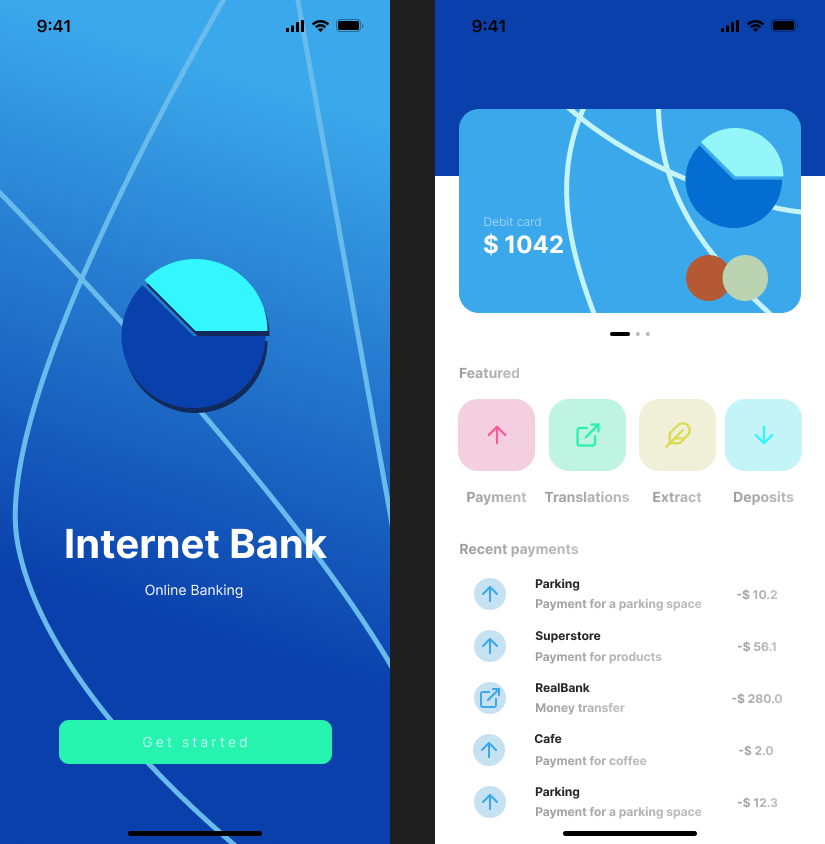 9:41
Internet Bank
Online Banking
Get started
9:41
Debit card
$ 1042
Featured
Payment Translations Extract Deposits
Recent payments
Parking
Payment for a parking space
-$ 10.2
Superstore
Payment for products
-$ 56.1
RealBank
Money transfer
-$ 280.0
Cafe
Payment for coffee
-$ 2.0
Parking
Payment for a parking space
-$ 12.3